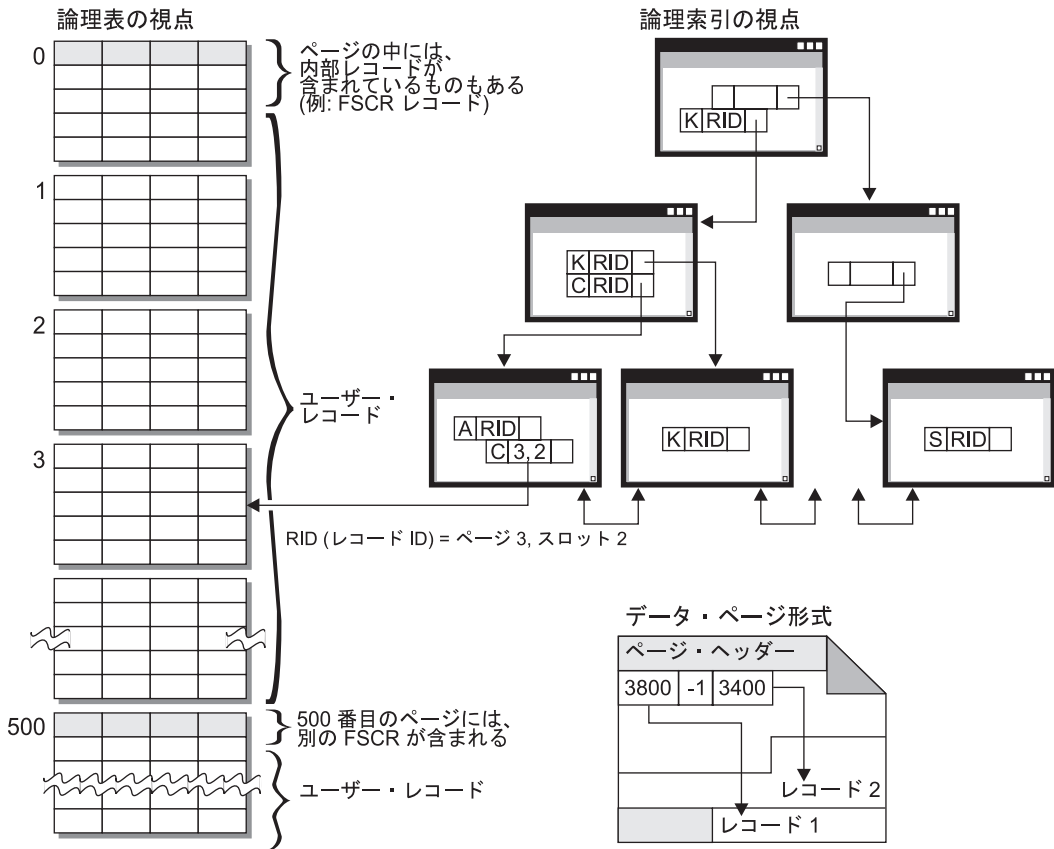 論理表の視点
0
ページの中には、
内部レコードが
含まれているものもある
(例: FSCR レコード)
1
2
ユーザー・
レコード
3
500
500 番目のページには、
別の FSCR が含まれる
ユーザー・レコード
論理索引の視点
K RID
K RID
C RID
A RID
C 3, 2
K RID
S RID
RID (レコード ID) = ページ 3, スロット 2
データ・ページ形式
ページ・ヘッダー
3800 -1 3400
レコード 2
レコード 1